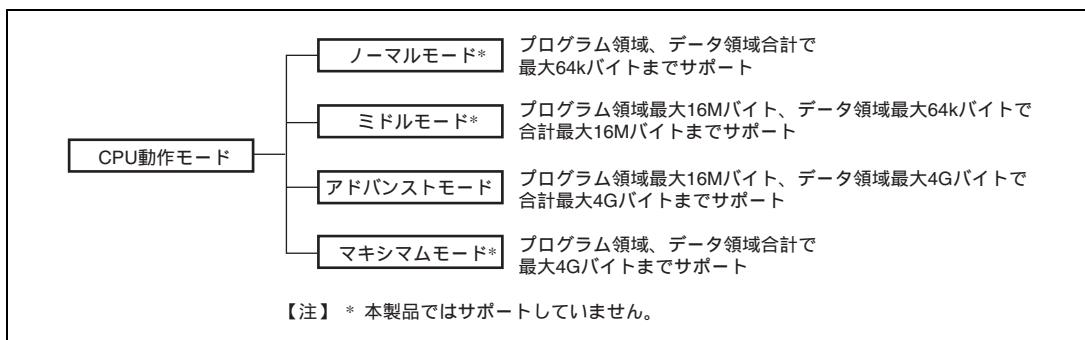 CPU動作モード
ノーマルモード*
プログラム領域、データ領域合計で
最大64kバイトまでサポート
ミドルモード*
プログラム領域最大16Mバイト、データ領域最大64kバイトで
合計最大16Mバイトまでサポート
アドバンストモード
プログラム領域最大16Mバイト、データ領域最大4Gバイトで
合計最大4Gバイトまでサポート
マキシマムモード*
プログラム領域、データ領域合計で
最大4Gバイトまでサポート
【注】 * 本製品ではサポートしていません。